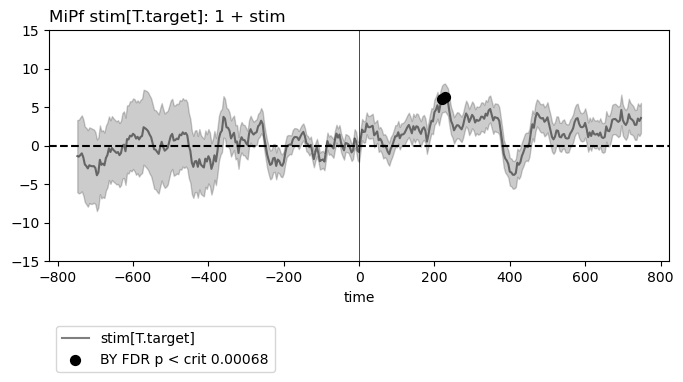 MiPf stim[T.target]: 1 + stim
15
10
5
0
−5
−10
−15
−800 −600 −400 −200 0 200 400 600 800
time
stim[T.target]
BY FDR p < crit 0.00068